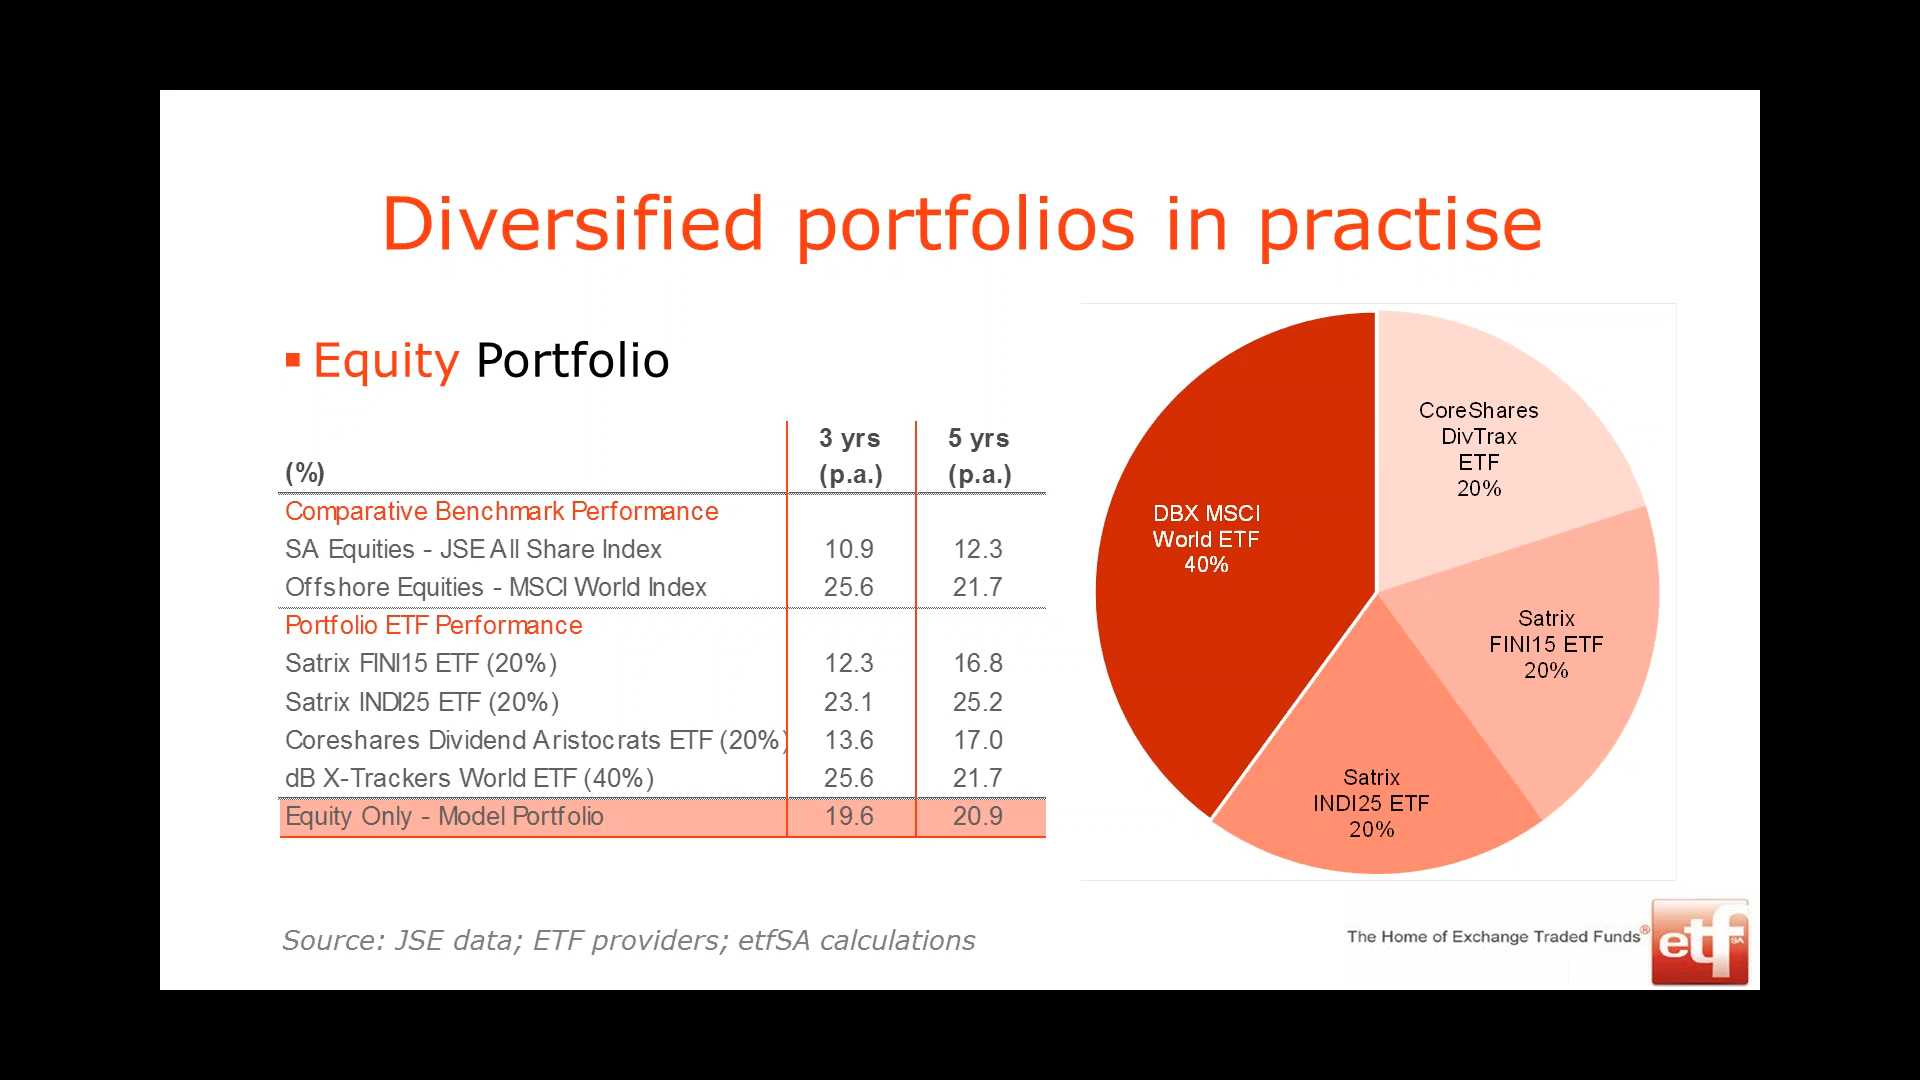 Diversified portfolios in practise
▪ Equity Portfolio
(%) 3 yrs (p.a.) 5 yrs (p.a.)
Comparative Benchmark Performance
SA Equities - JSE All Share Index 10.9 12.3
Offshore Equities - MSCI World Index 25.6 21.7
Portfolio ETF Performance
Satrix FINI15 ETF (20%) 12.3 16.8
Satrix INDI25 ETF (20%) 23.1 25.2
Coreshares Dividend Aristocrats ETF (20%) 13.6 17.0
dB X-Trackers World ETF (40%) 25.6 21.7
Equity Only - Model Portfolio 19.6 20.9
CoreShares
DivTrax
ETF
20%
DBX MSCI
World ETF
40%
Satrix
FINI15 ETF
20%
Satrix
INDI25 ETF
20%
Source: JSE data; ETF providers; etfSA calculations
The Home of Exchange Traded Funds®
etf SA